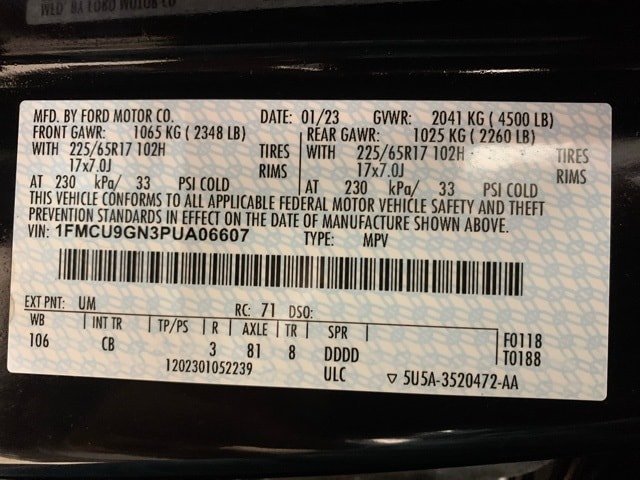 MFD. BY FORD MOTOR CO.
MFD. BY FORD MOTOR CO. DATE: 01/23 GVWR: 2041 KG ( 4500 LB)
FRONT GAWR: 1065 KG ( 2348 LB) REAR GAWR: 1025 KG ( 2260 LB)
WITH 225/65R17 102H TIRES WITH 225/65R17 102H TIRES
17x7.0J RIMS 17x7.0J RIMS
AT 230 kPa/ 33 PSI COLD AT 230 kPa/ 33 PSI COLD
THIS VEHICLE CONFORMS TO ALL APPLICABLE FEDERAL MOTOR VEHICLE SAFETY AND THEFT
PREVENTION STANDARDS IN EFFECT ON THE DATE OF MANUFACTURE SHOWN ABOVE.
VIN: 1FMCU9GN3PUA06607 TYPE: MPV
EXT PNT: UM RC: 71 DSO:
WB INT TR TP/PS R AXLE TR SPR F0118
106 CB 3 81 8 DDDD T0188
1202301052239 ULC ▽ 5U5A-3520472-AA